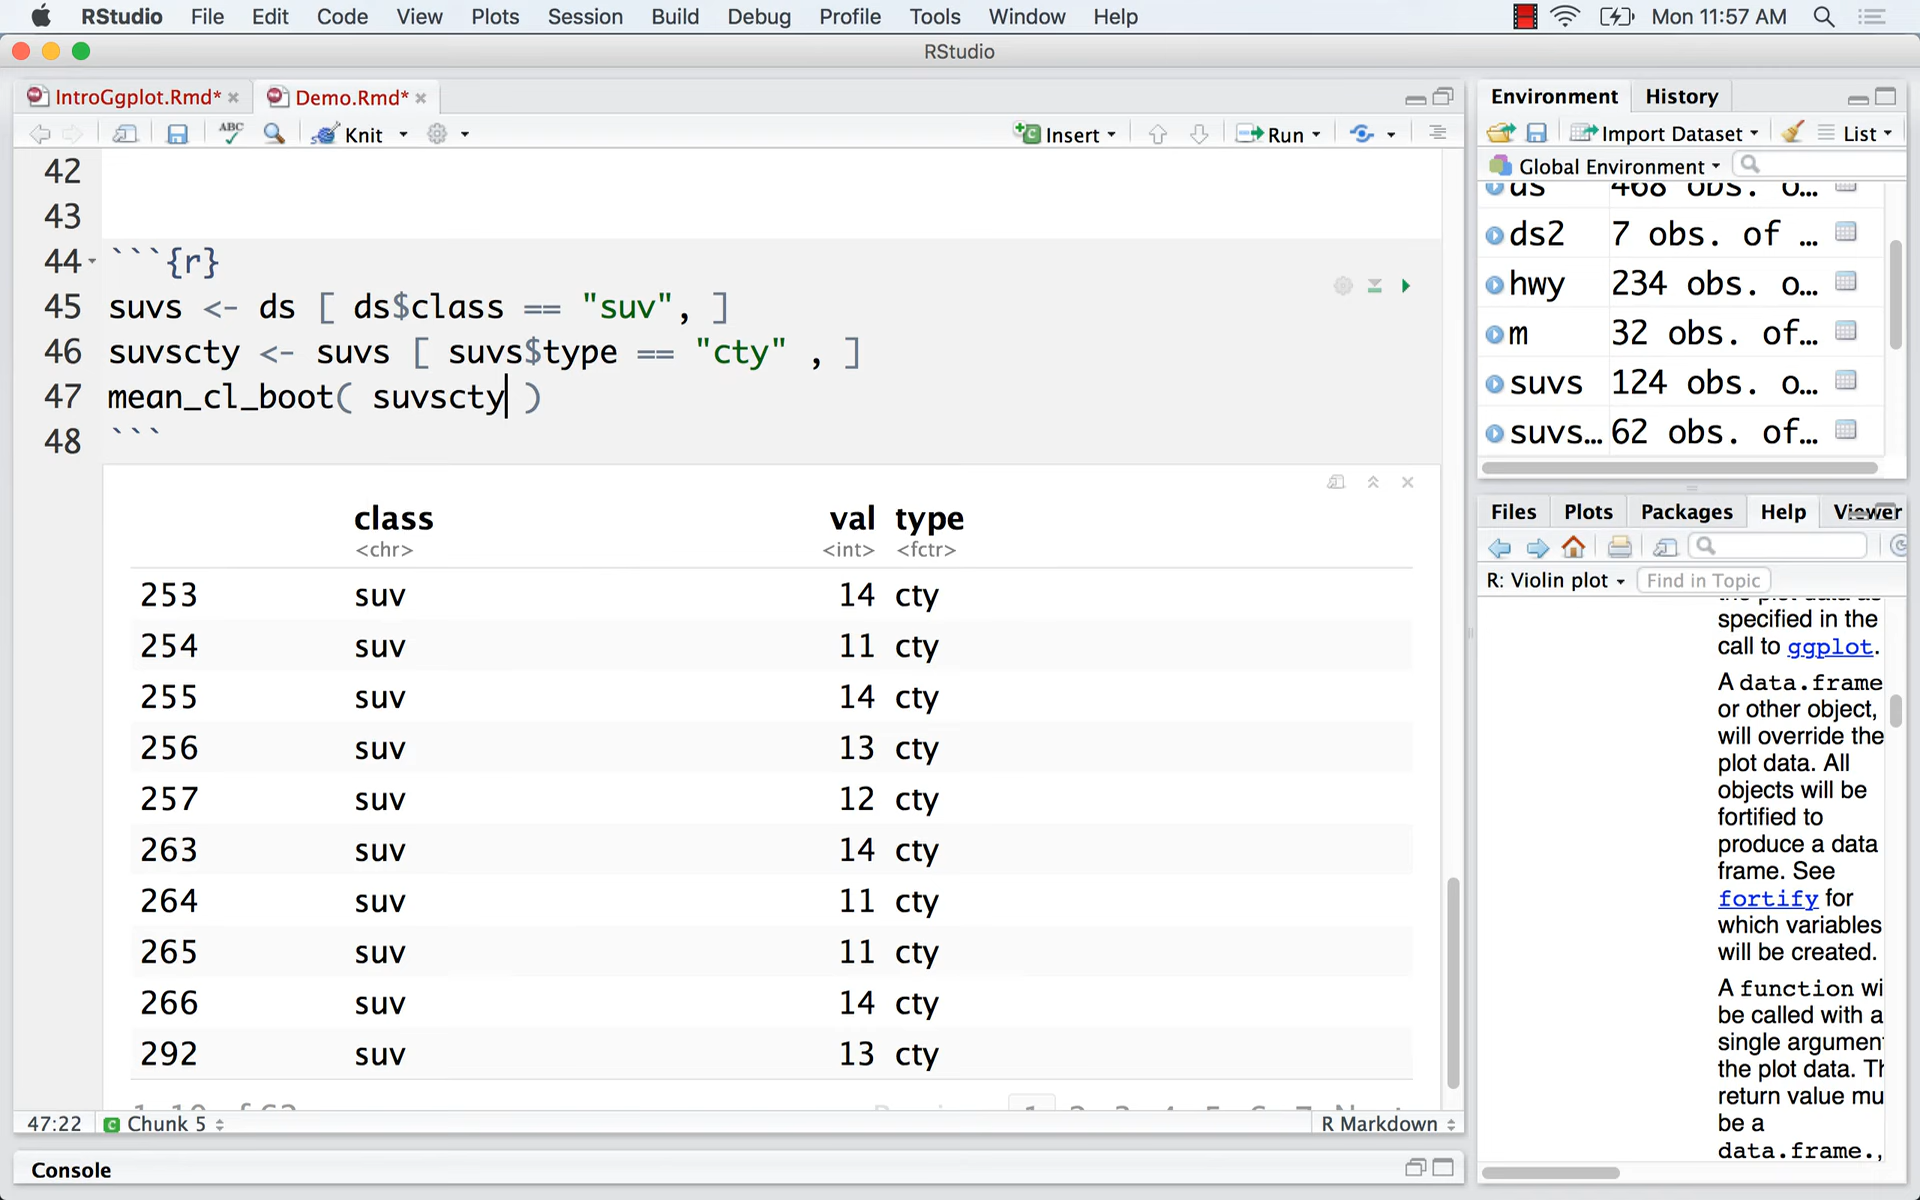 RStudio File Edit Code View Plots Session Build Debug Profile Tools Window Help Mon 11:57 AM
RStudio
IntroGgplot.Rmd* Demo.Rmd*
ABC Knit Insert Run
42
43
44 ```{r}
45 suvs <- ds [ ds$class == "suv", ]
46 suvscty <- suvs [ suvs$type == "cty" , ]
47 mean_cl_boot( suvscty )
48 ```
class val type
<chr> <int> <fctr>
253 suv 14 cty
254 suv 11 cty
255 suv 14 cty
256 suv 13 cty
257 suv 12 cty
263 suv 14 cty
264 suv 11 cty
265 suv 11 cty
266 suv 14 cty
292 suv 13 cty
47:22 Chunk 5 R Markdown
Console
Environment History
Import Dataset List
Global Environment
ds 468 obs. o...
ds2 7 obs. of ...
hwy 234 obs. o...
m 32 obs. of...
suvs 124 obs. o...
suvs... 62 obs. of...
Files Plots Packages Help Viewer
R: Violin plot Find in Topic
the plot data as
specified in the
call to ggplot.
A data.frame
or other object,
will override the
plot data. All
objects will be
fortified to
produce a data
frame. See
fortify for
which variables
will be created.
A function wi
be called with a
single argument
the plot data. Th
return value mu
be a
data.frame.,